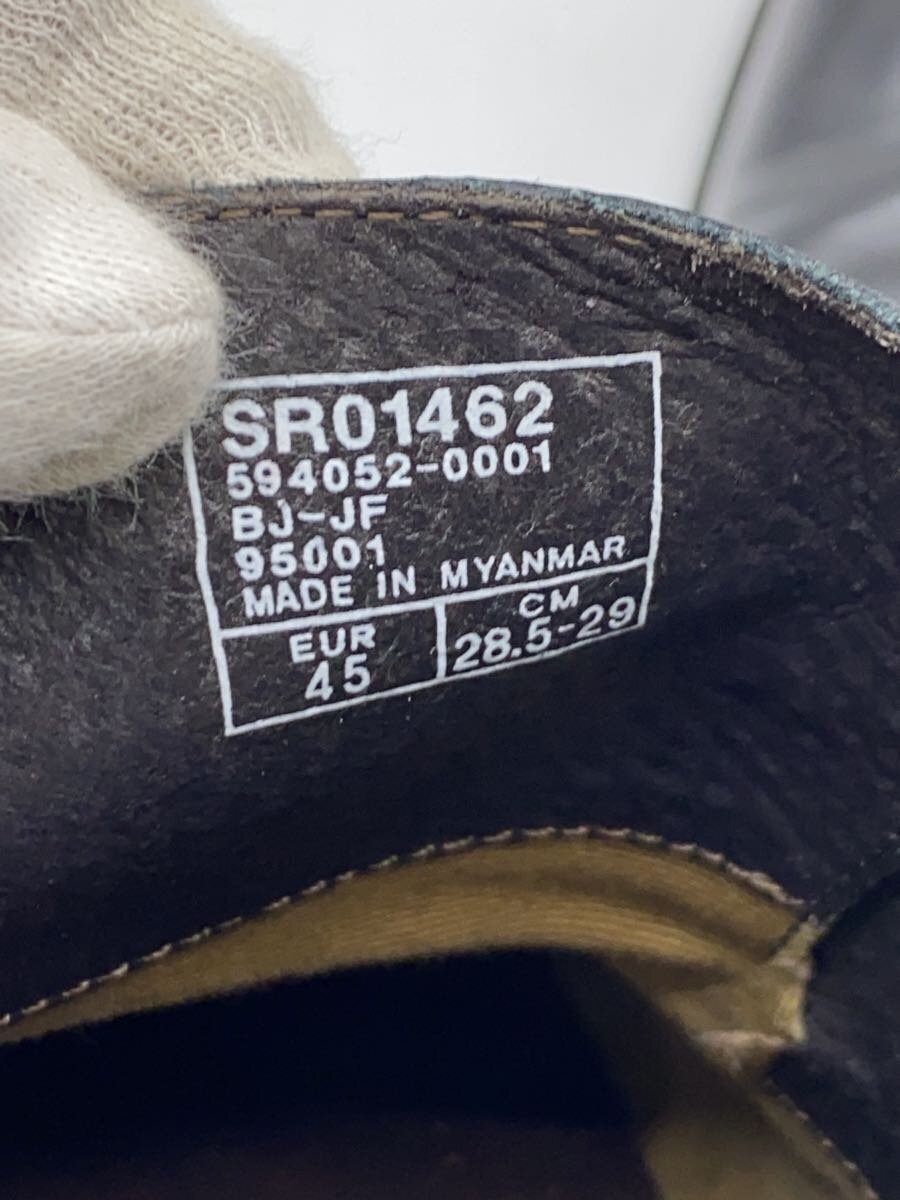 SR01462
594052-0001
BJ-JF
95001
MADE IN MYANMAR
EUR
45
CM
28.5-29